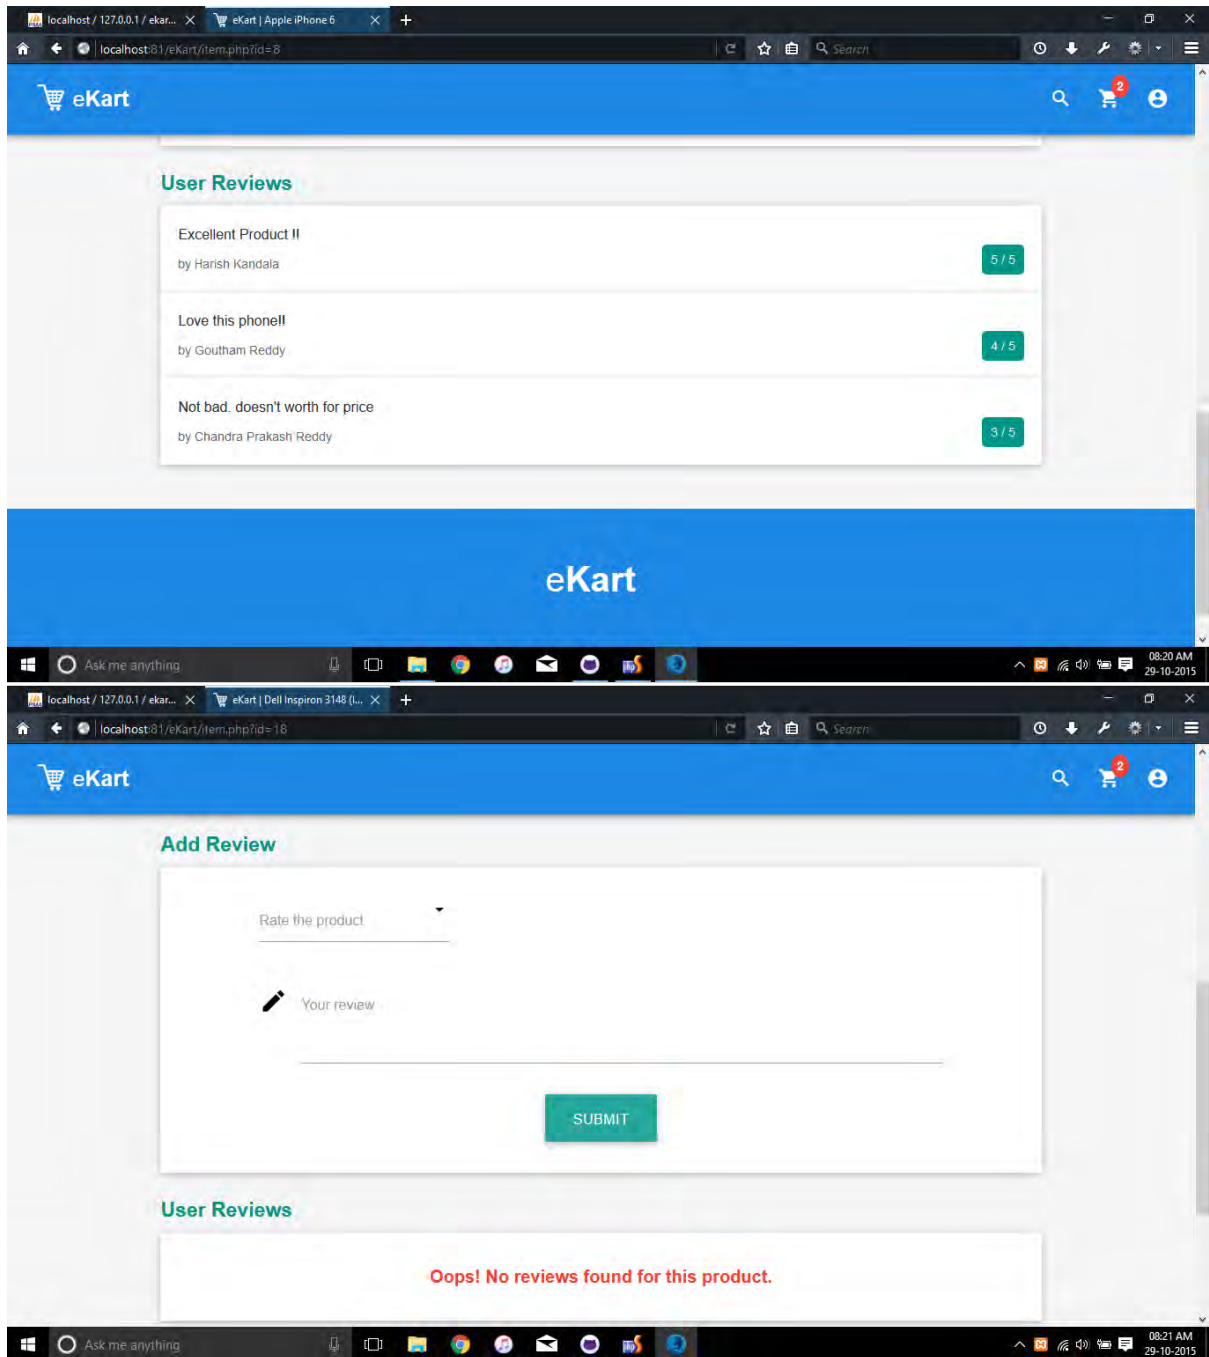 localhost / 127.0.0.1 / ekar...
eKart | Apple iPhone 6
localhost:81/eKart/item.php?id=8
Search
eKart
2
User Reviews
Excellent Product !!
by Harish Kandala
5 / 5
Love this phone!!
by Goutham Reddy
4 / 5
Not bad. doesn't worth for price
by Chandra Prakash Reddy
3 / 5
eKart
Ask me anything
08:20 AM
29-10-2015
localhost / 127.0.0.1 / ekar...
eKart | Dell Inspiron 3148 (I...
localhost:81/eKart/item.php?id=18
Search
eKart
2
Add Review
Rate the product
Your review
SUBMIT
User Reviews
Oops! No reviews found for this product.
Ask me anything
08:21 AM
29-10-2015